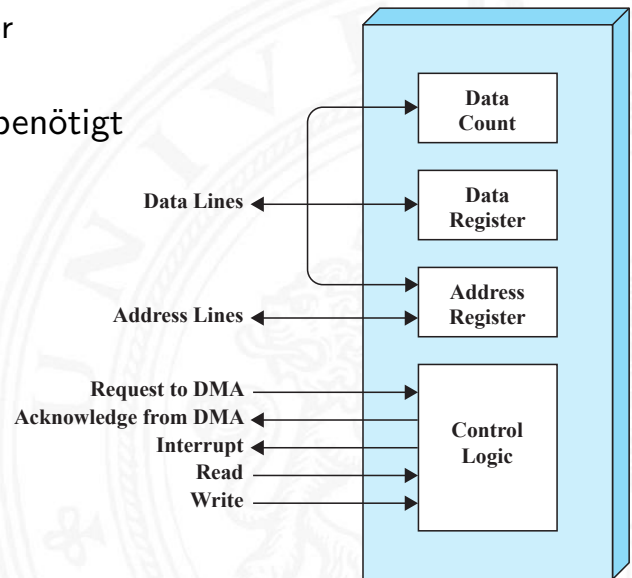 r
benötigt
UNIVE
Data
Count
Data Lines
Data
Register
Address Lines
Address
Register
Request to DMA
Acknowledge from DMA
Interrupt
Read
Write
Control
Logic